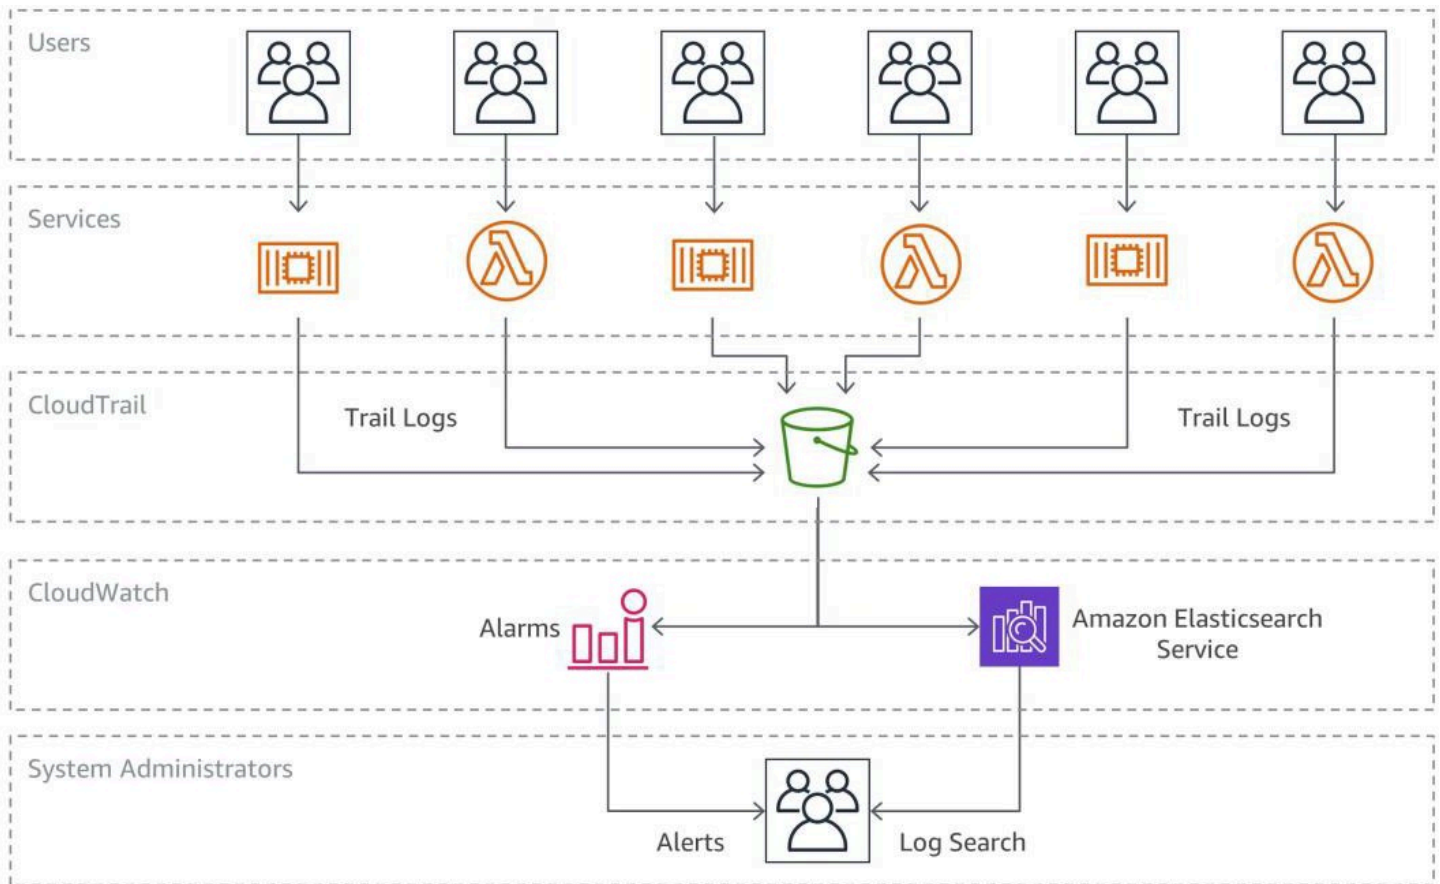 Users
Services
CloudTrail
Trail Logs
Trail Logs
CloudWatch
Alarms
Amazon Elasticsearch
Service
System Administrators
Alerts
Log Search